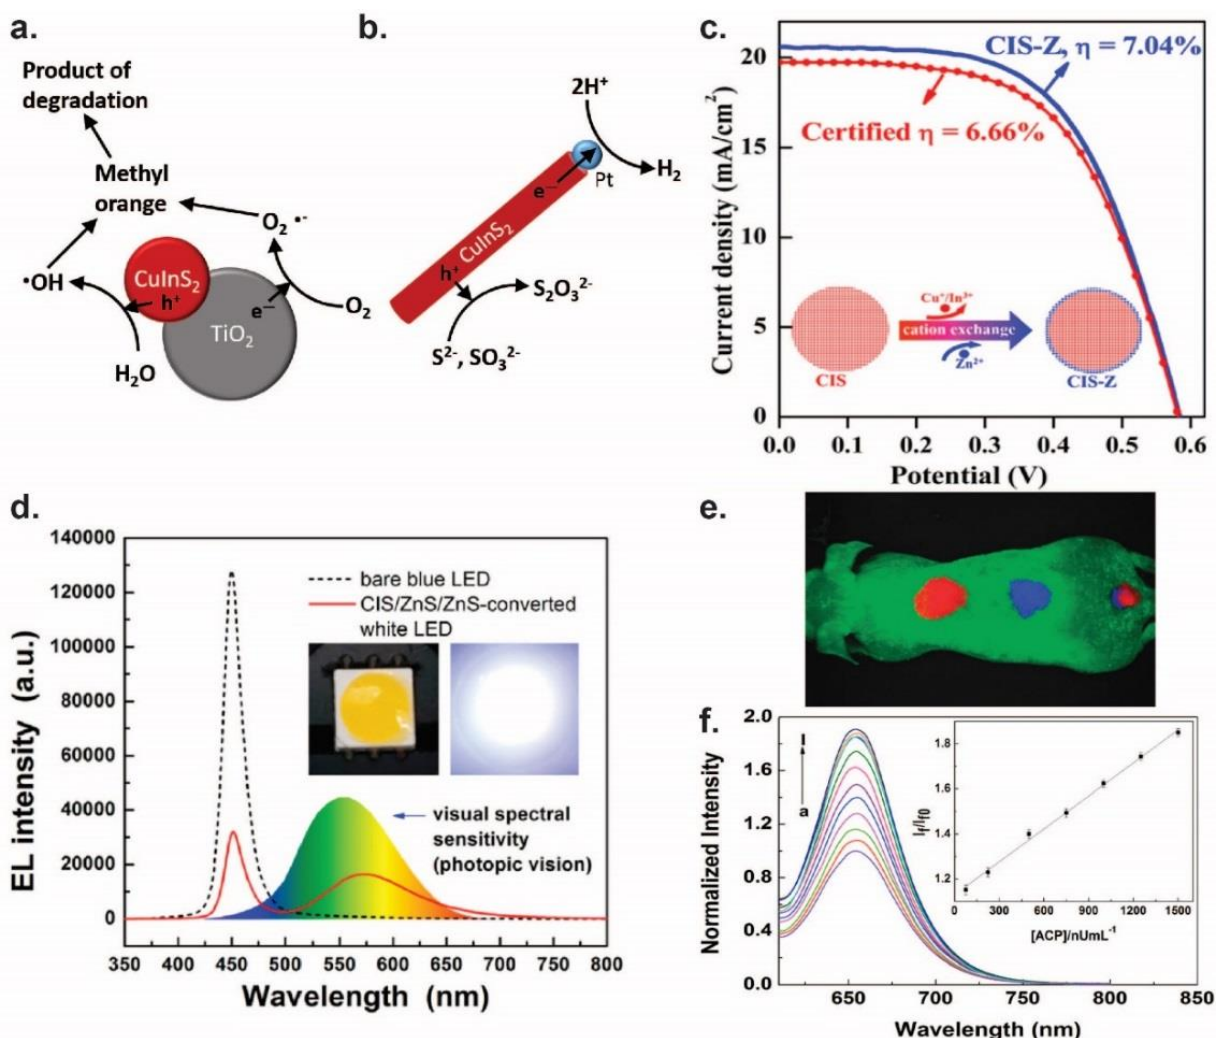 a.
Product of
degradation
Methyl
orange
O₂ •-
•OH
CuInS₂
h⁺
e—
O₂
TiO₂
H₂O
b.
2H⁺
Pt
H₂
e—
CuInS₂
h⁺
S₂O₃²⁻
S²⁻, SO₃²⁻
c.
CIS-Z, η = 7.04%
Certified η = 6.66%
Current density (mA/cm²)
20
15
10
5
0
Cu⁺/In³⁺
cation exchange
Zn²⁺
CIS
CIS-Z
0.0 0.1 0.2 0.3 0.4 0.5 0.6
Potential (V)
d.
EL intensity (a.u.)
140000
120000
100000
80000
60000
40000
20000
0
bare blue LED
CIS/ZnS/ZnS-converted
white LED
visual spectral
sensitivity
(photopic vision)
350 400 450 500 550 600 650 700 750 800
Wavelength (nm)
e.
f.
Normalized Intensity
2.0
1.6
1.2
0.8
0.4
0.0
l
a
I_f/I_f0
1.8
1.6
1.4
1.2
0 300 600 900 1200 1500
[ACP]/nUmL⁻¹
650 700 750 800 850
Wavelength (nm)